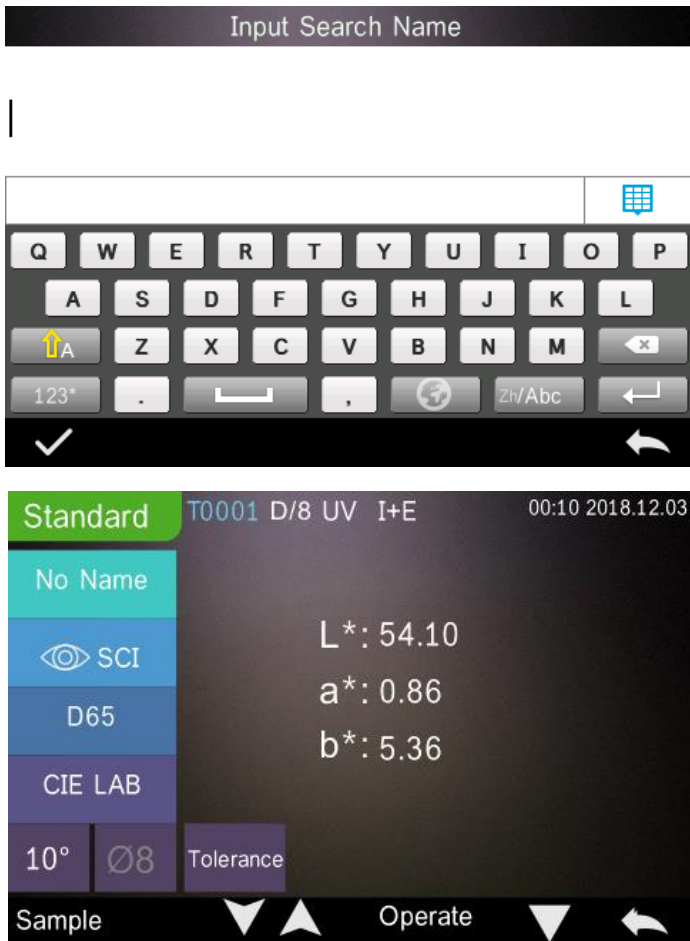 Input Search Name
Q W E R T Y U I O P
A S D F G H J K L
A Z X C V B N M
123* . , Zh/Abc
Standard T0001 D/8 UV I+E 00:10 2018.12.03
No Name
L*: 54.10
SCI
a*: 0.86
D65
b*: 5.36
CIE LAB
10° Ø8 Tolerance
Sample Operate